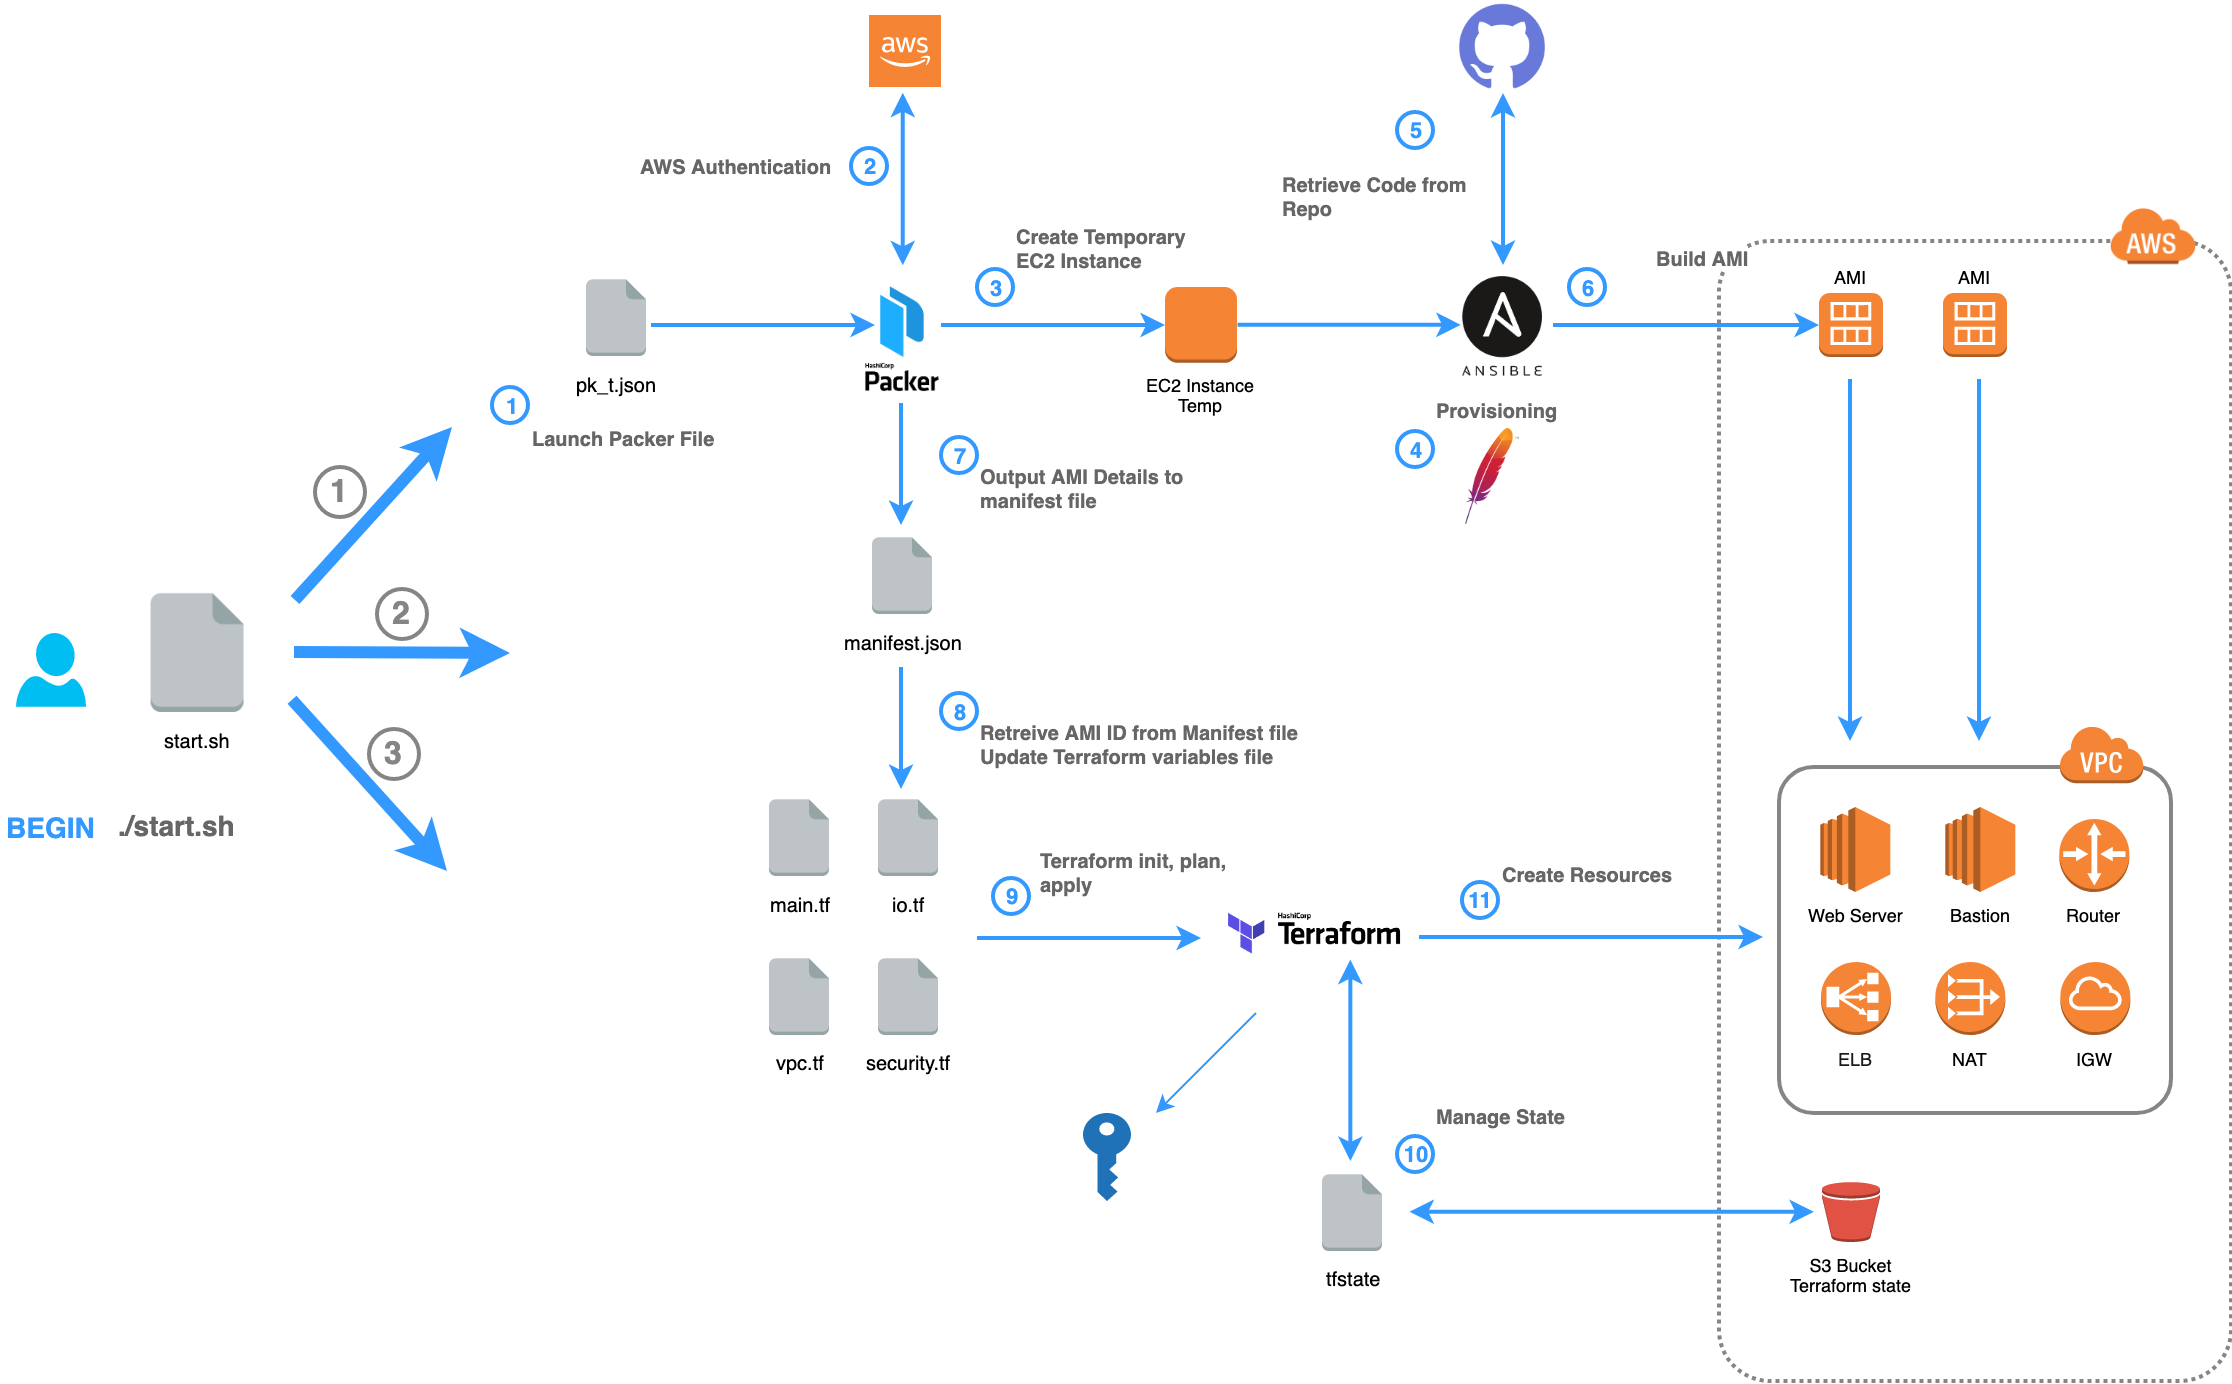 aws
5
AWS Authentication
2
Retrieve Code from
Repo
Create Temporary
EC2 Instance
3
6
Build AMI
AWS
AMI
AMI
pk_t.json
HashiCorp
Packer
EC2 Instance
Temp
ANSIBLE
1
Launch Packer File
Provisioning
4
7
Output AMI Details to
manifest file
1
2
manifest.json
8
Retreive AMI ID from Manifest file
Update Terraform variables file
start.sh
3
VPC
BEGIN
./start.sh
main.tf
io.tf
9
Terraform init, plan,
apply
HashiCorp
Terraform
11
Create Resources
Web Server
Bastion
Router
vpc.tf
security.tf
ELB
NAT
IGW
Manage State
10
tfstate
S3 Bucket
Terraform state